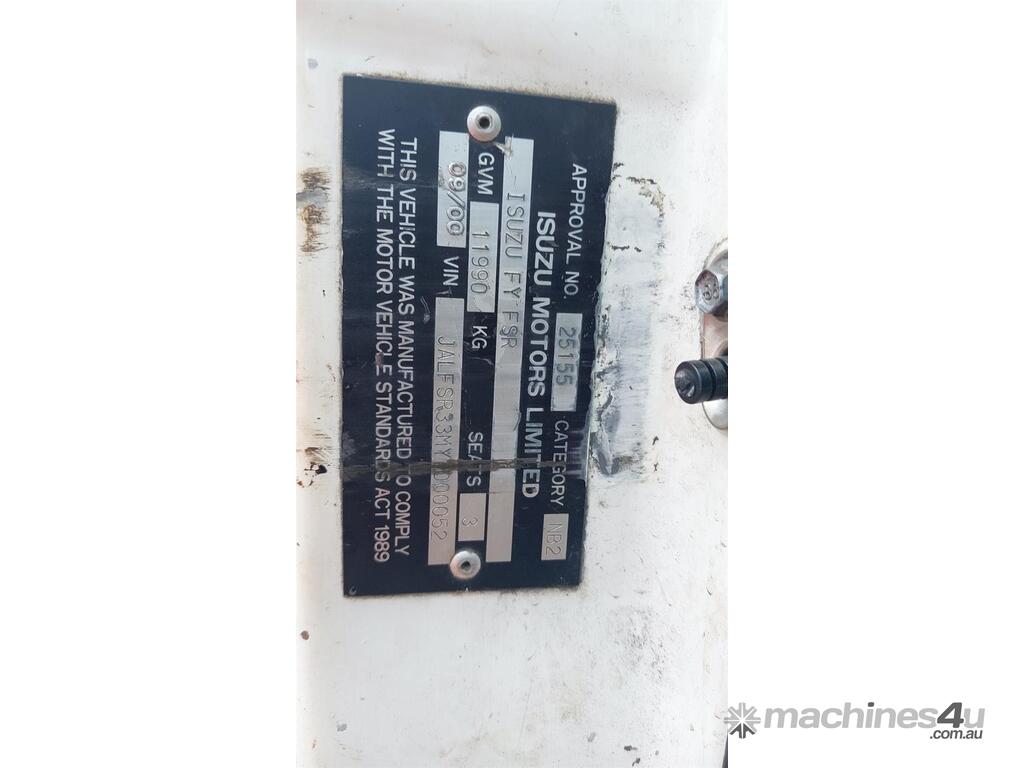 APPROVAL NO. 25155 CATEGORY NB2
ISUZU MOTORS LIMITED
ISUZU FY FSR
GVM 11990 KG SEATS 3
09/00 VIN JALFSR33MY3000052
THIS VEHICLE WAS MANUFACTURED TO COMPLY
WITH THE MOTOR VEHICLE STANDARDS ACT 1989
machines4u
.com.au